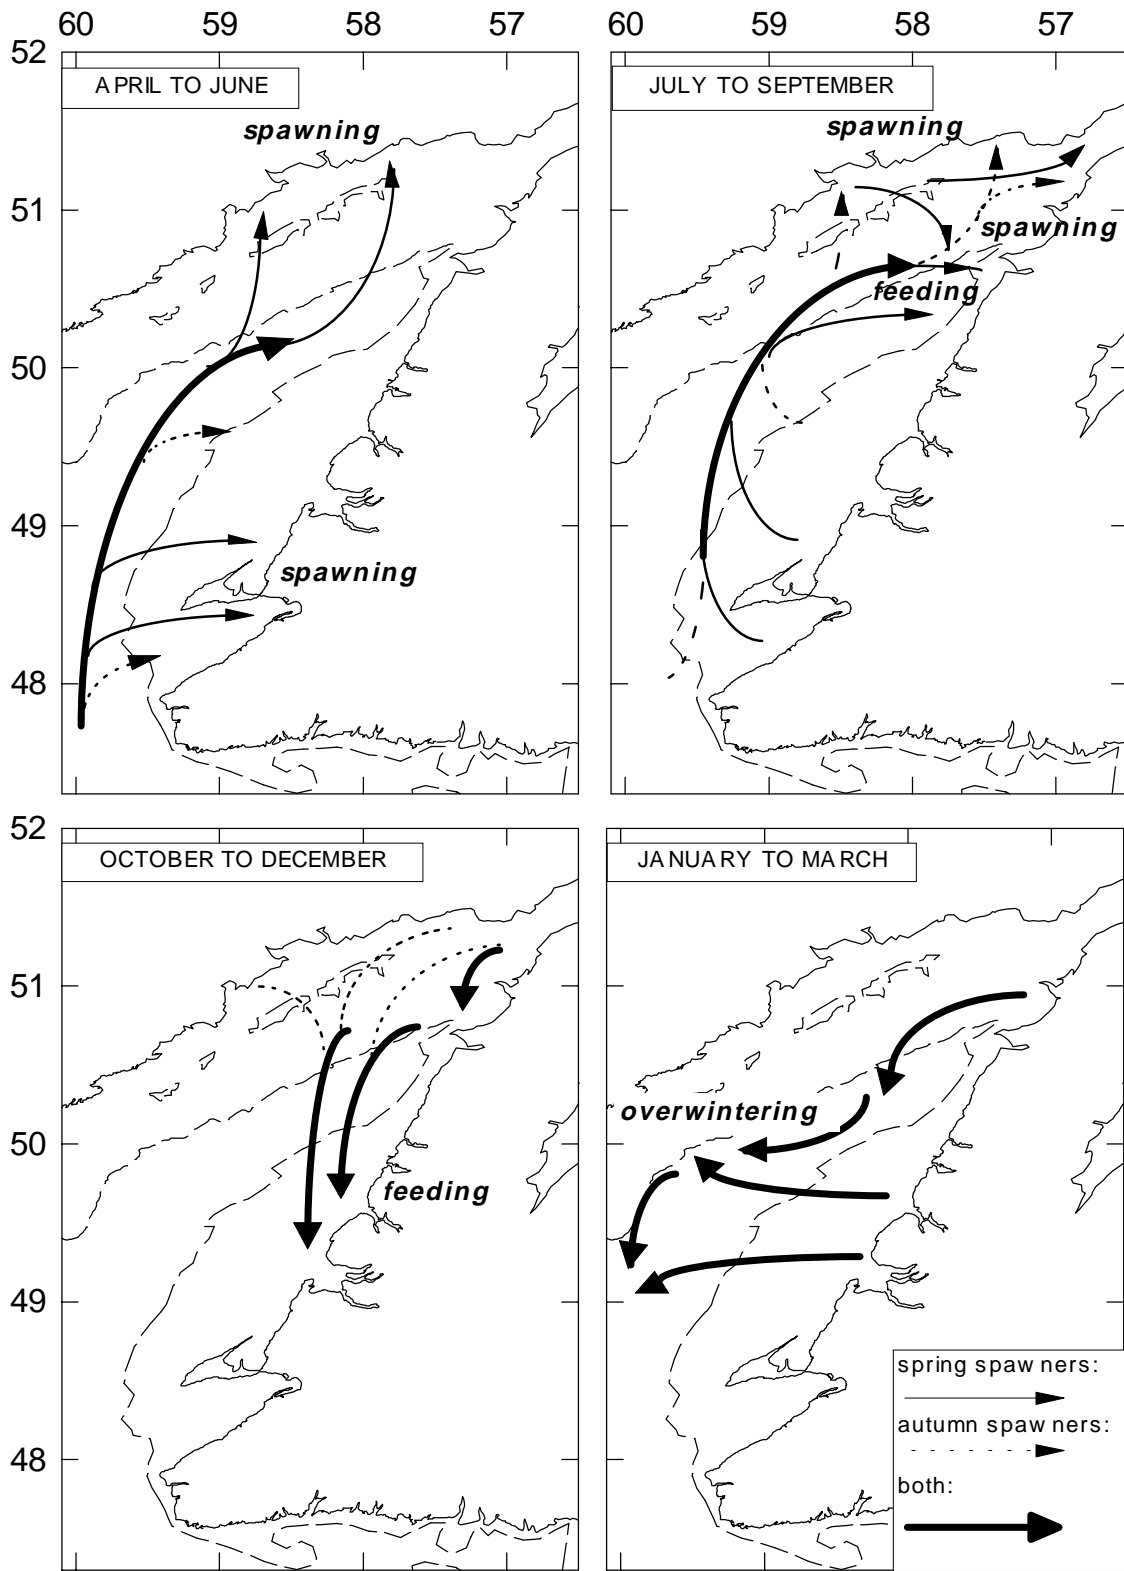 60 59 58 57 60 59 58 57
52
APRIL TO JUNE
JULY TO SEPTEMBER
spawning
spawning
51
spawning
feeding
50
49
spawning
48
52
OCTOBER TO DECEMBER
JANUARY TO MARCH
51
overwintering
50
feeding
49
spring spawners:
autumn spawners:
48
both: